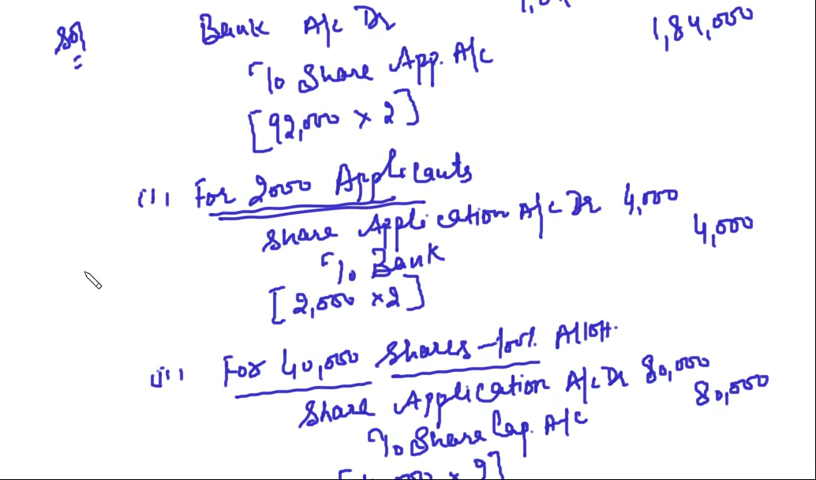 Sol Bank A/c Dr
1,84,000
To Share App. A/c
[92,000 × 2]
(i) For 2000 Applicants
Share Application A/c Dr 4,000
4,000
To Bank
[2,000 × 2]
(ii) For 40,000 Shares - 100% Allott.
Share Application A/c Dr 80,000
80,000
To Share Cap. A/c